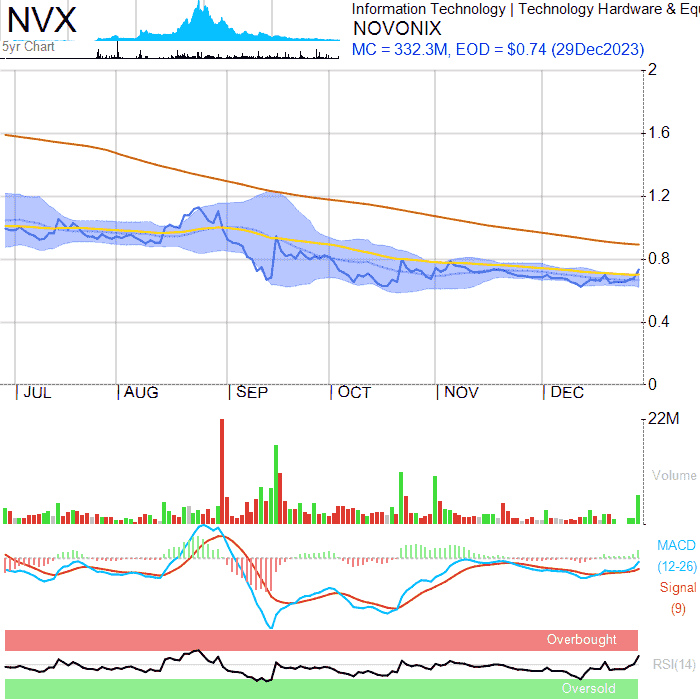 NVX
5yr Chart
Information Technology | Technology Hardware & Equ
NOVONIX
MC = 332.3M, EOD = $0.74 (29Dec2023)
2
1.6
1.2
0.8
0.4
0
JUL AUG SEP OCT NOV DEC
22M
Volume
MACD
(12-26)
Signal
(9)
Overbought
RSI(14)
Oversold